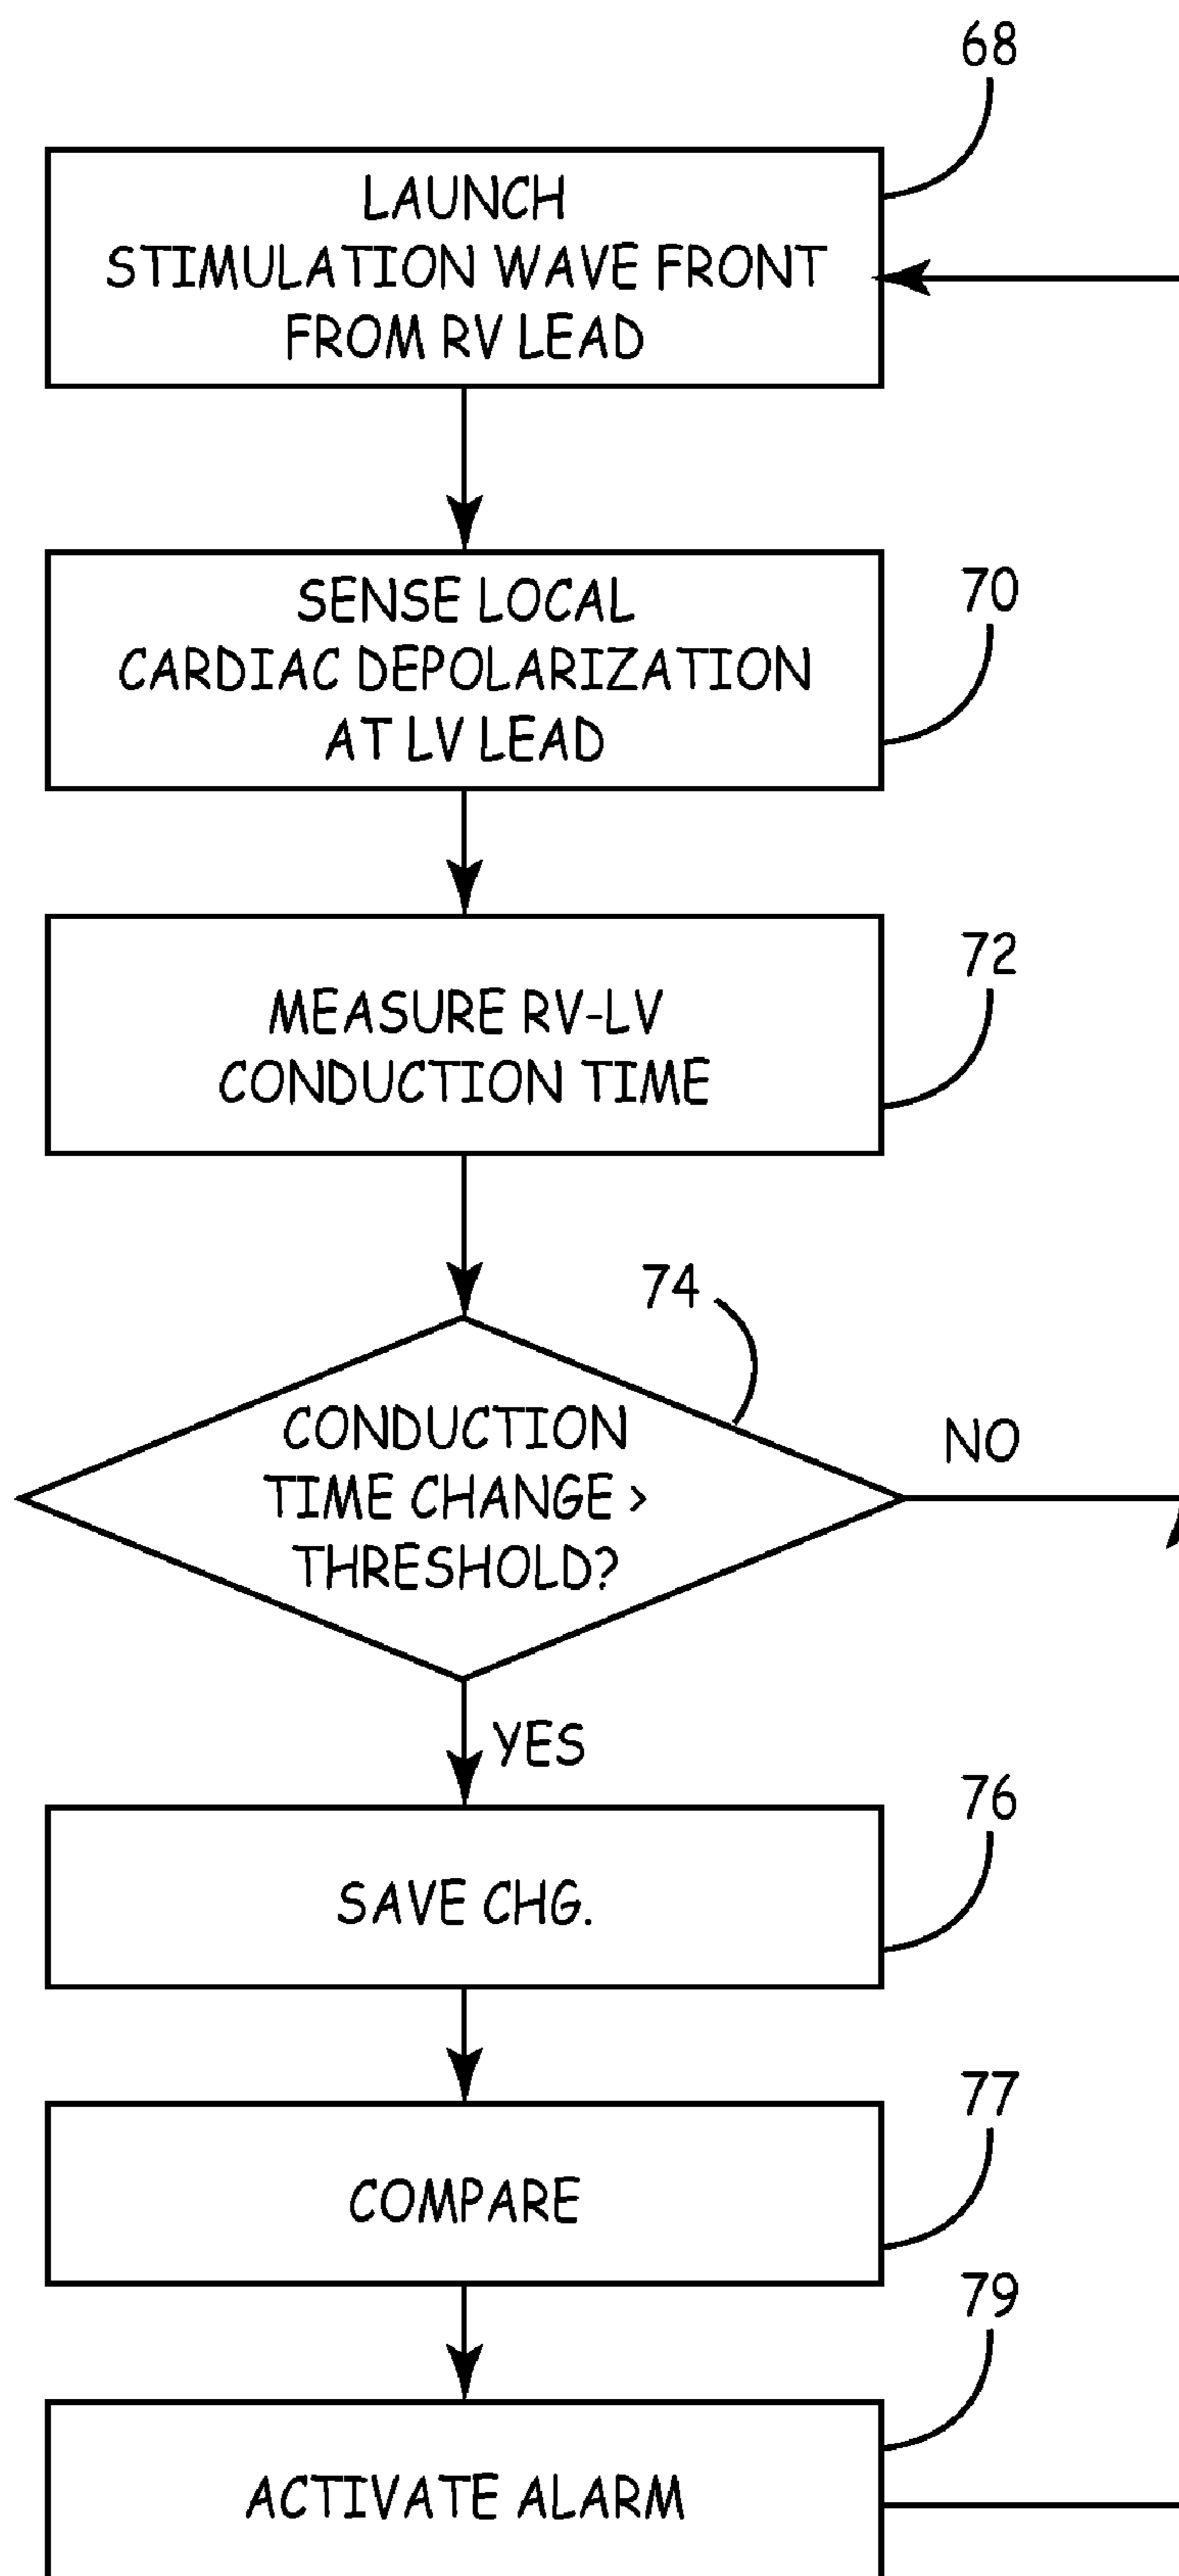 68
LAUNCH
STIMULATION WAVE FRONT
FROM RV LEAD
70
SENSE LOCAL
CARDIAC DEPOLARIZATION
AT LV LEAD
72
MEASURE RV-LV
CONDUCTION TIME
74
CONDUCTION
TIME CHANGE >
THRESHOLD?
NO
YES
76
SAVE CHG.
77
COMPARE
79
ACTIVATE ALARM